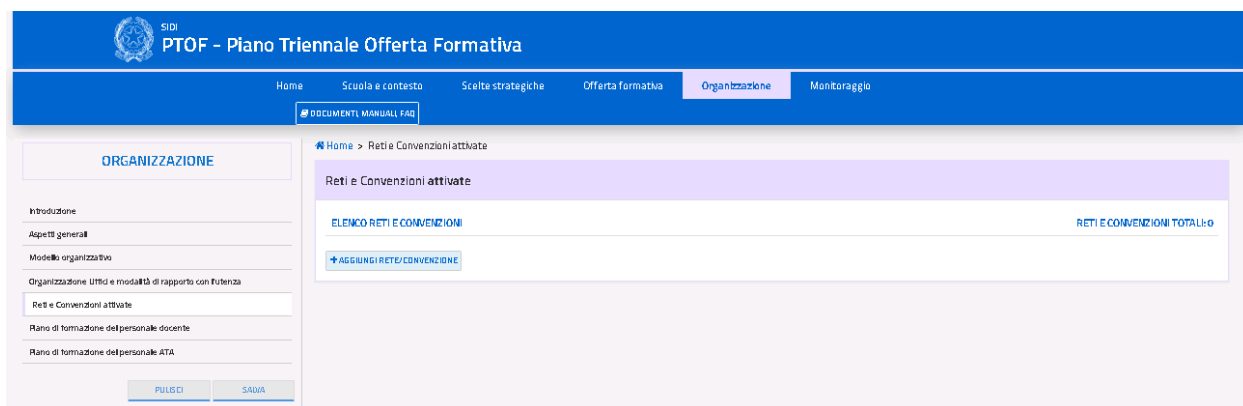 SIDI
PTOF - Piano Triennale Offerta Formativa
Home Scuola e contesto Scelte strategiche Offerta formativa Organizzazione Monitoraggio
DOCUMENTI, MANUALI, FAQ
ORGANIZZAZIONE
Introduzione
Aspetti generali
Modello organizzativo
Organizzazione Uffici e modalità di rapporto con l'utenza
Reti e Convenzioni attivate
Piano di formazione del personale docente
Piano di formazione del personale ATA
PULISCI SALVA
Home > Reti e Convenzioni attivate
Reti e Convenzioni attivate
ELENCO RETI E CONVENZIONI RETI E CONVENZIONI TOTALI: 0
+ AGGIUNGI RETE/CONVENZIONE